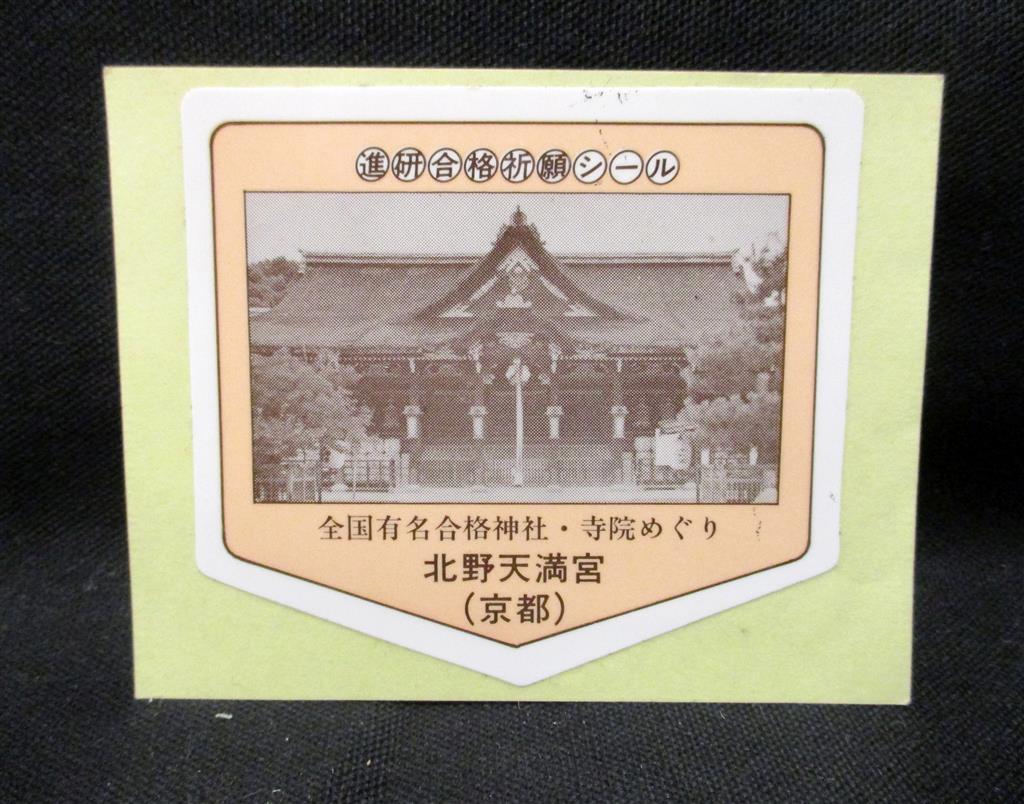 進研合格祈願シール
全国有名合格神社・寺院めぐり
北野天満宮
(京都)